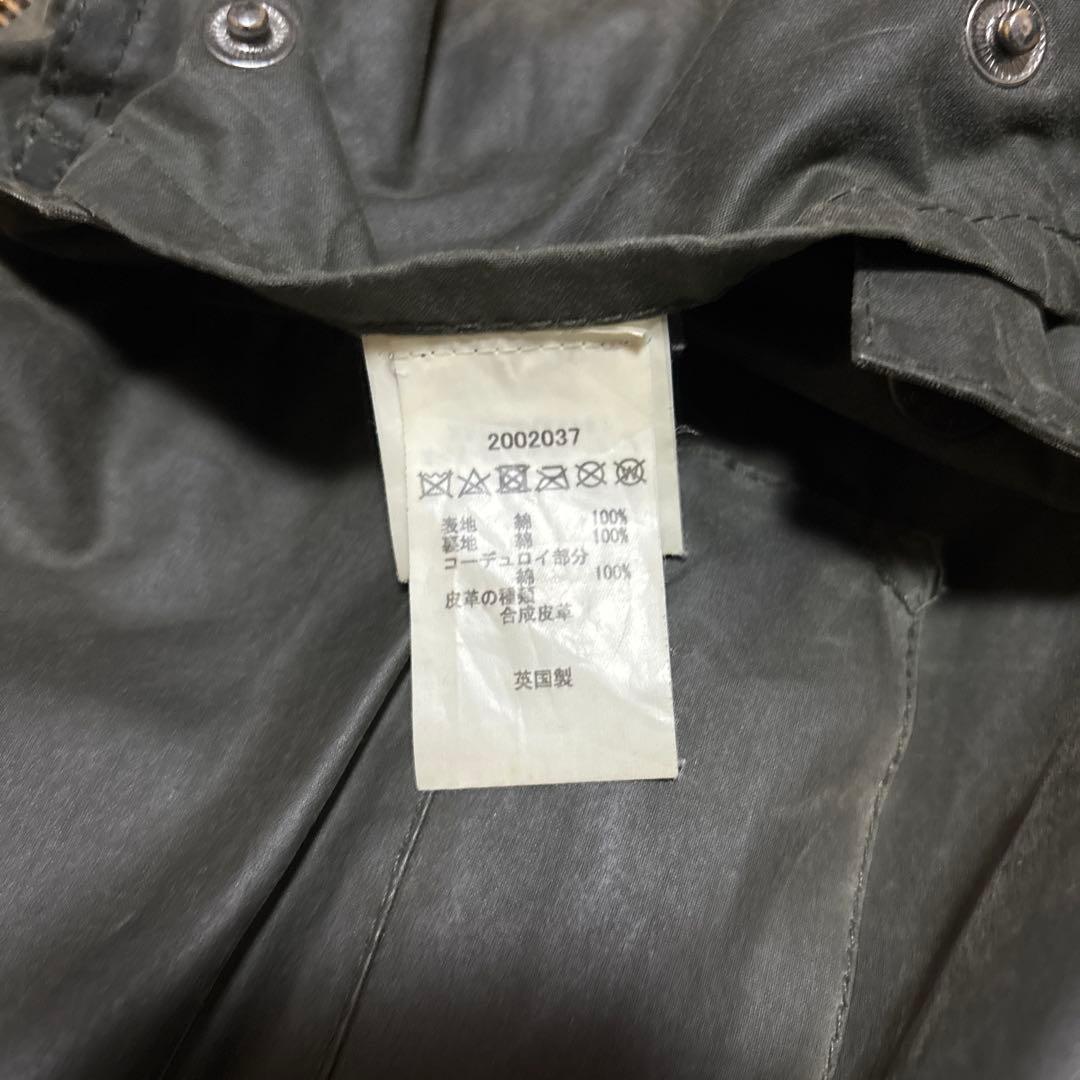 2002037
表地 綿 100%
裏地 綿 100%
コーデュロイ部分
綿 100%
皮革の種類
合成皮革
英国製